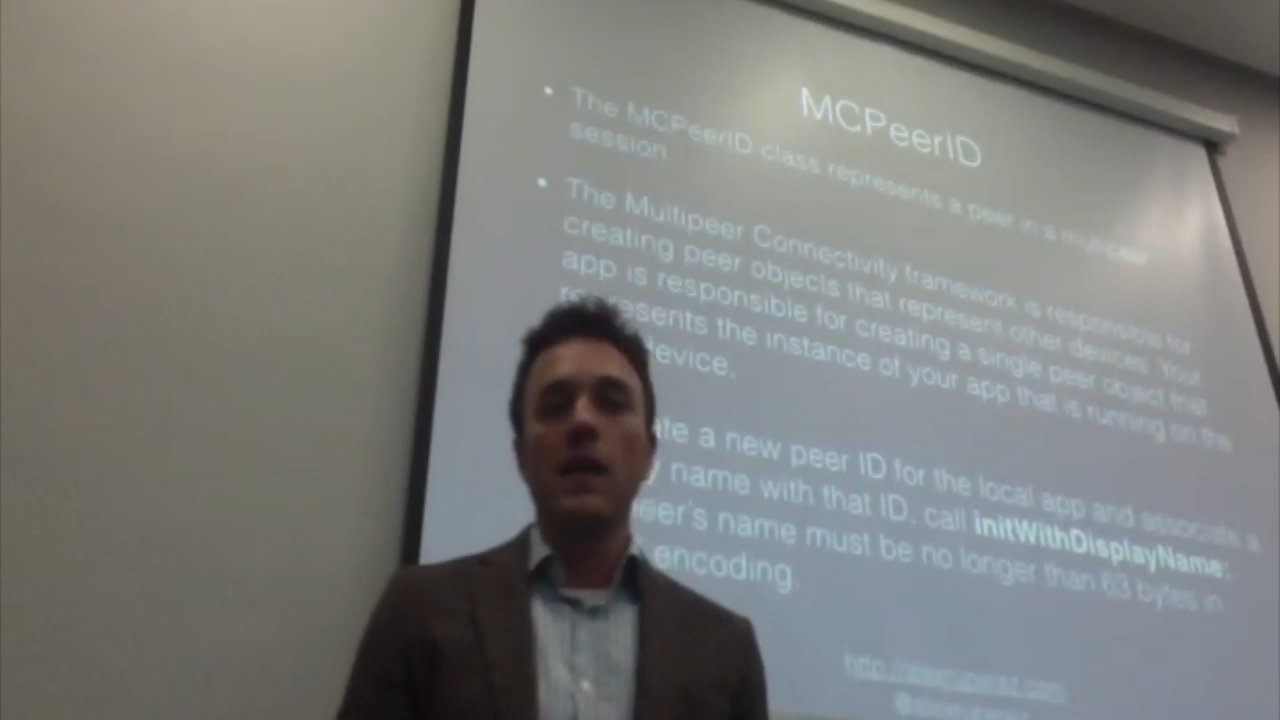 MCPeerID
• The MCPeerID class represents a peer in a multipeer
session
• The Multipeer Connectivity framework is responsible for
creating peer objects that represent other devices. Your
app is responsible for creating a single peer object that
represents the instance of your app that is running on the
device.
a new peer ID for the local app and associate a
name with that ID, call initWithDisplayName:
name must be no longer than 63 bytes in
encoding.